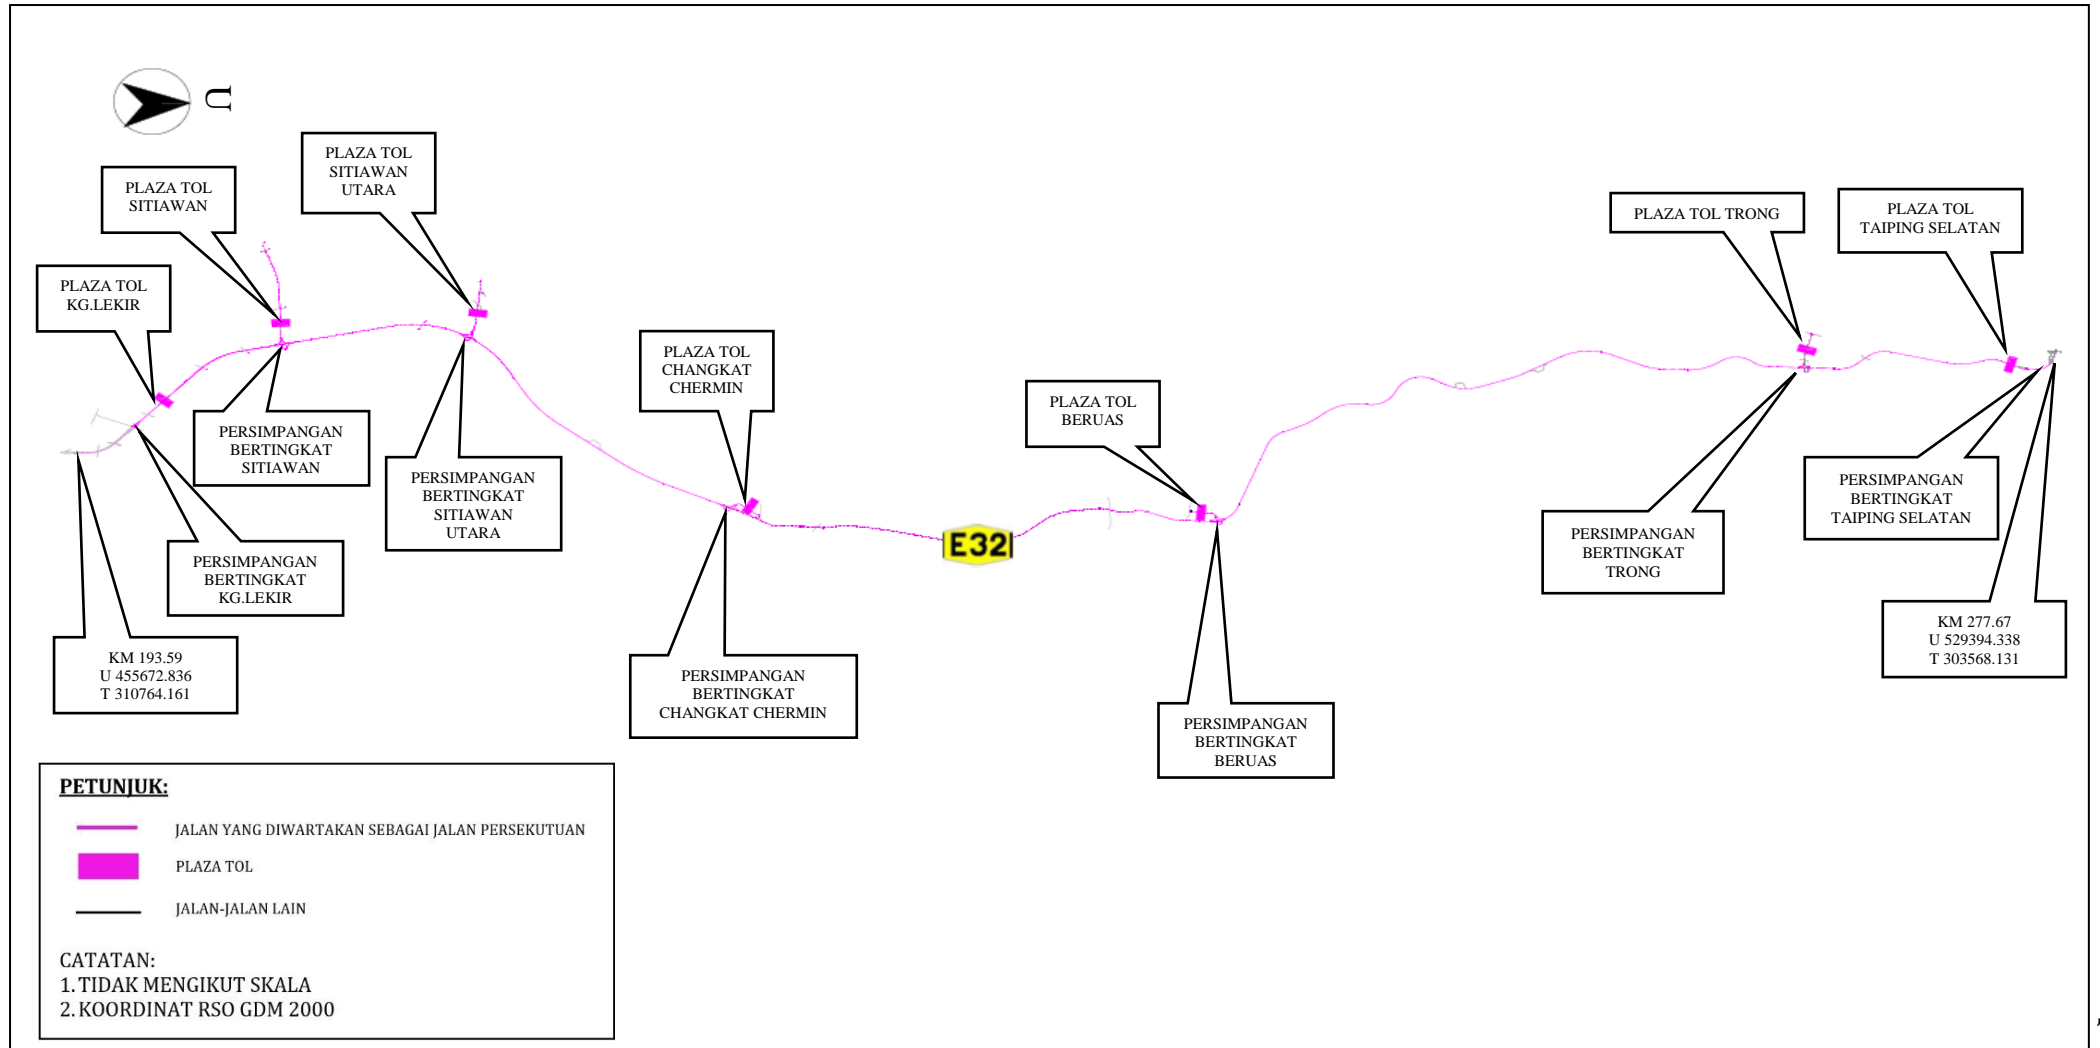 U
PLAZA TOL
SITIAWAN
UTARA
PLAZA TOL
SITIAWAN
PLAZA TOL
KG.LEKIR
PLAZA TOL TRONG
PLAZA TOL
TAIPING SELATAN
PLAZA TOL
CHANGKAT
CHERMIN
PLAZA TOL
BERUAS
PERSIMPANGAN
BERTINGKAT
SITIAWAN
PERSIMPANGAN
BERTINGKAT
SITIAWAN
UTARA
E32
PERSIMPANGAN
BERTINGKAT
TAIPING SELATAN
PERSIMPANGAN
BERTINGKAT
TRONG
PERSIMPANGAN
BERTINGKAT
KG.LEKIR
KM 193.59
U 455672.836
T 310764.161
PERSIMPANGAN
BERTINGKAT
CHANGKAT CHERMIN
PERSIMPANGAN
BERTINGKAT
BERUAS
KM 277.67
U 529394.338
T 303568.131
PETUNJUK:
JALAN YANG DIWARTAKAN SEBAGAI JALAN PERSEKUTUAN
PLAZA TOL
JALAN-JALAN LAIN
CATATAN:
1. TIDAK MENGIKUT SKALA
2. KOORDINAT RSO GDM 2000